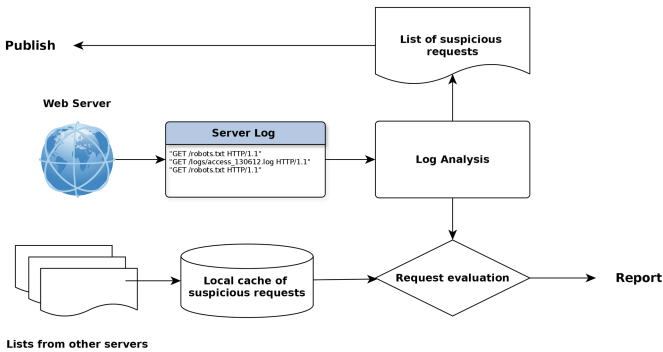 List of suspicious
requests
Publish
Web Server
Server Log
"GET /robots.txt HTTP/1.1"
"GET /logs/access_130612.log HTTP/1.1"
"GET /robots.txt HTTP/1.1"
Log Analysis
Local cache of
suspicious requests
Request evaluation
Report
Lists from other servers